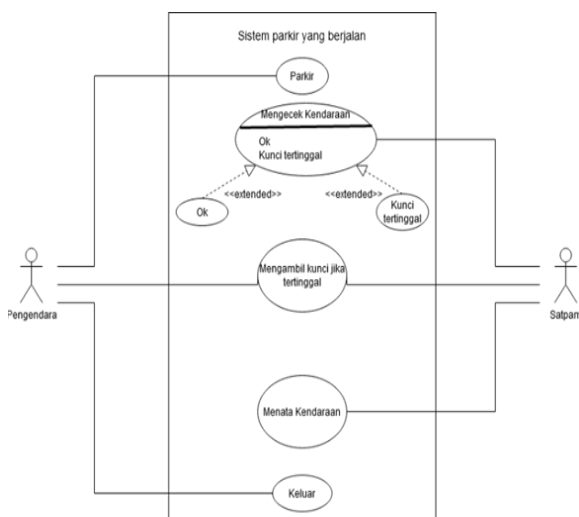 Sistem parkir yang berjalan
Parkir
Mengecek Kendaraan
Ok
Kunci tertinggal
<<extended>>
<<extended>>
Ok
Kunci
tertinggal
Mengambil kunci jika
tertinggal
Pengendara
Satpam
Menata Kendaraan
Keluar